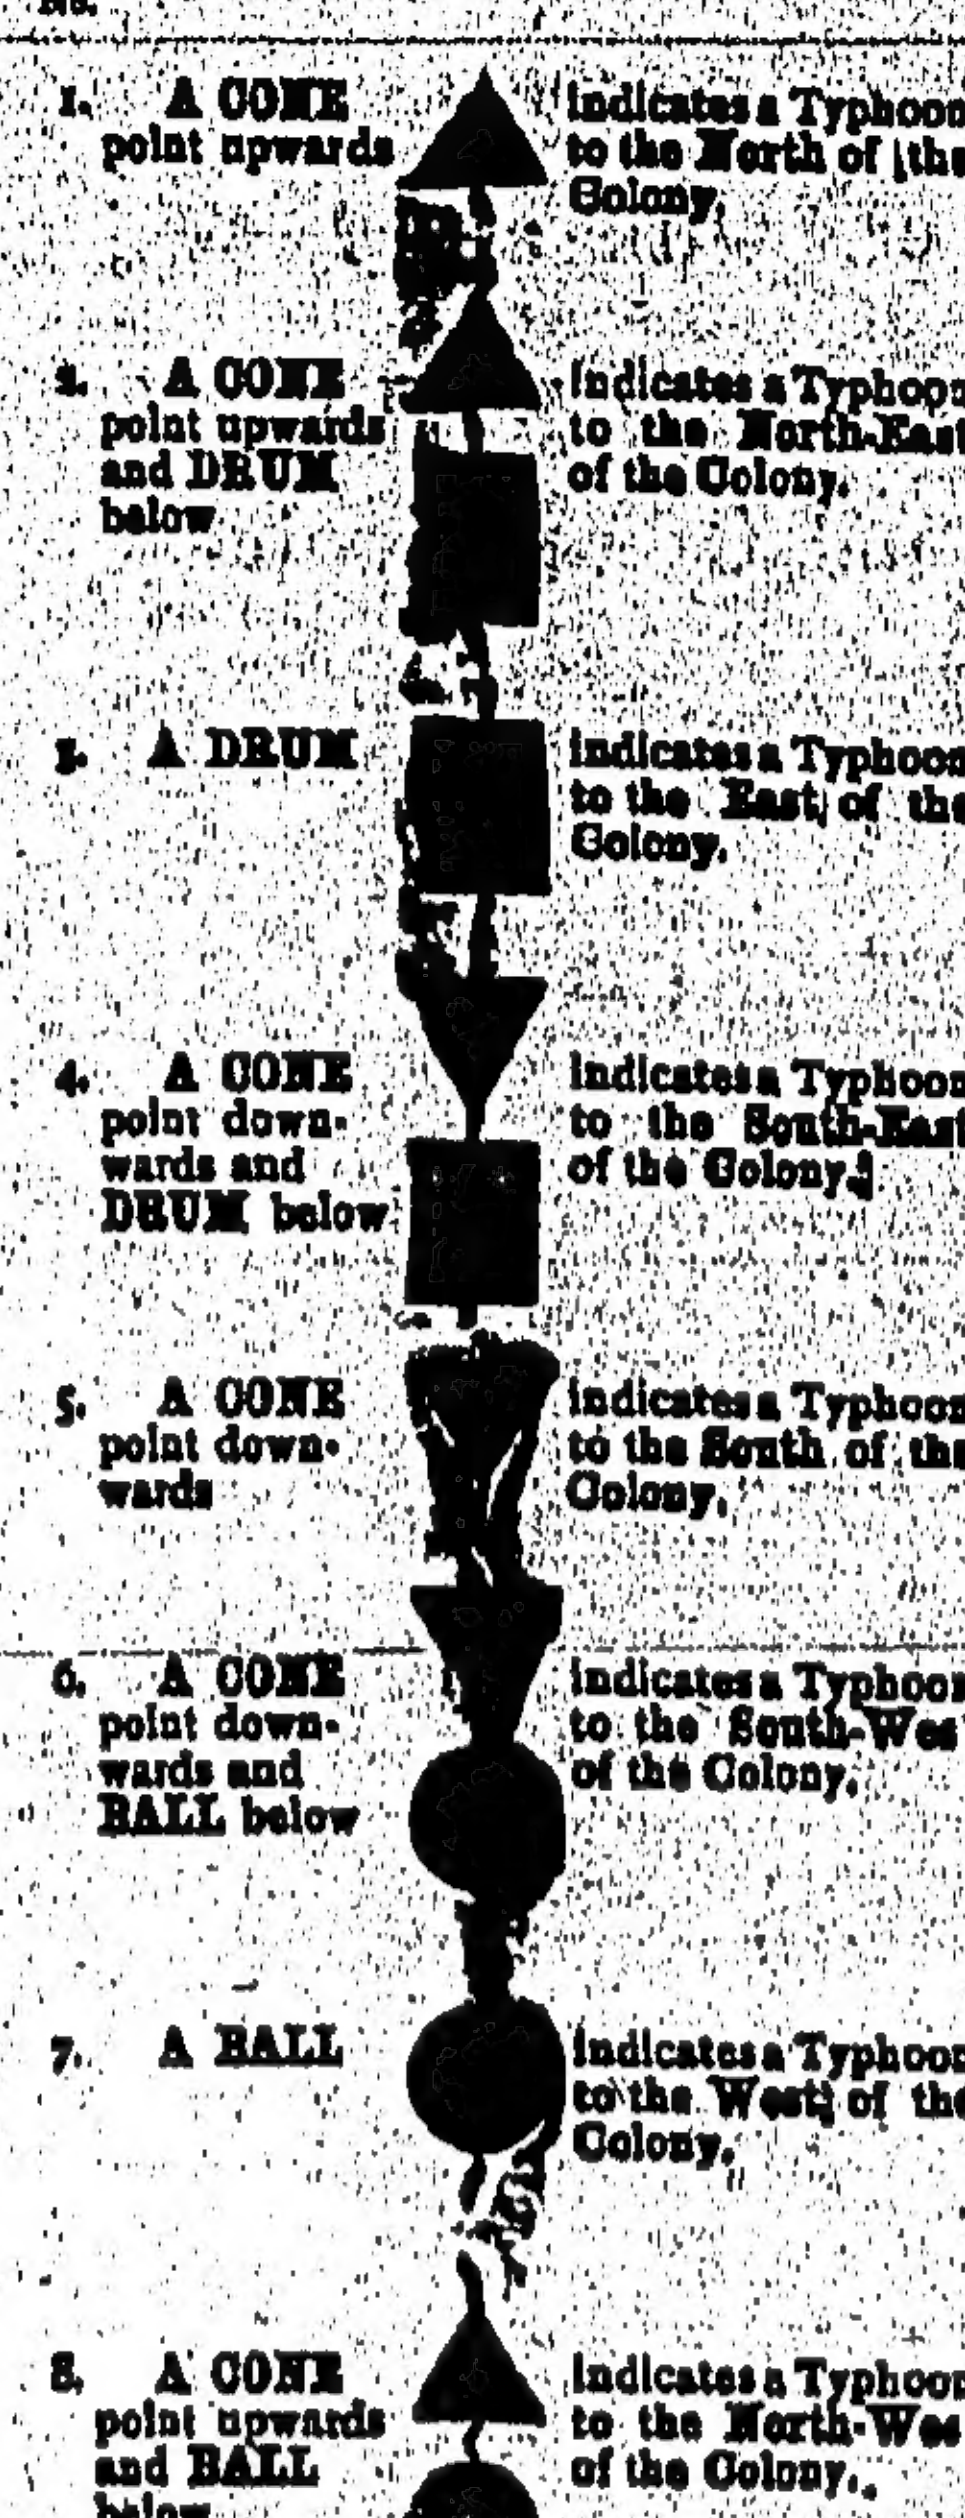 No.
1. A CONE
point upwards
indicates a Typhoon
to the North of the
Colony.
2. A CONE
point upwards
and DRUM
below
indicates a Typhoon
to the North-East
of the Colony.
3. A DRUM
indicates a Typhoon
to the East of the
Colony.
4. A CONE
point down-
wards and
DRUM below
indicates a Typhoon
to the South-East
of the Colony.
5. A CONE
point down-
wards
indicates a Typhoon
to the South of the
Colony.
6. A CONE
point down-
wards and
BALL below
indicates a Typhoon
to the South-Wes
of the Colony.
7. A BALL
indicates a Typhoon
to the West of the
Colony.
8. A CONE
point upwards
and BALL
below
indicates a Typhoon
to the North-Wes
of the Colony.